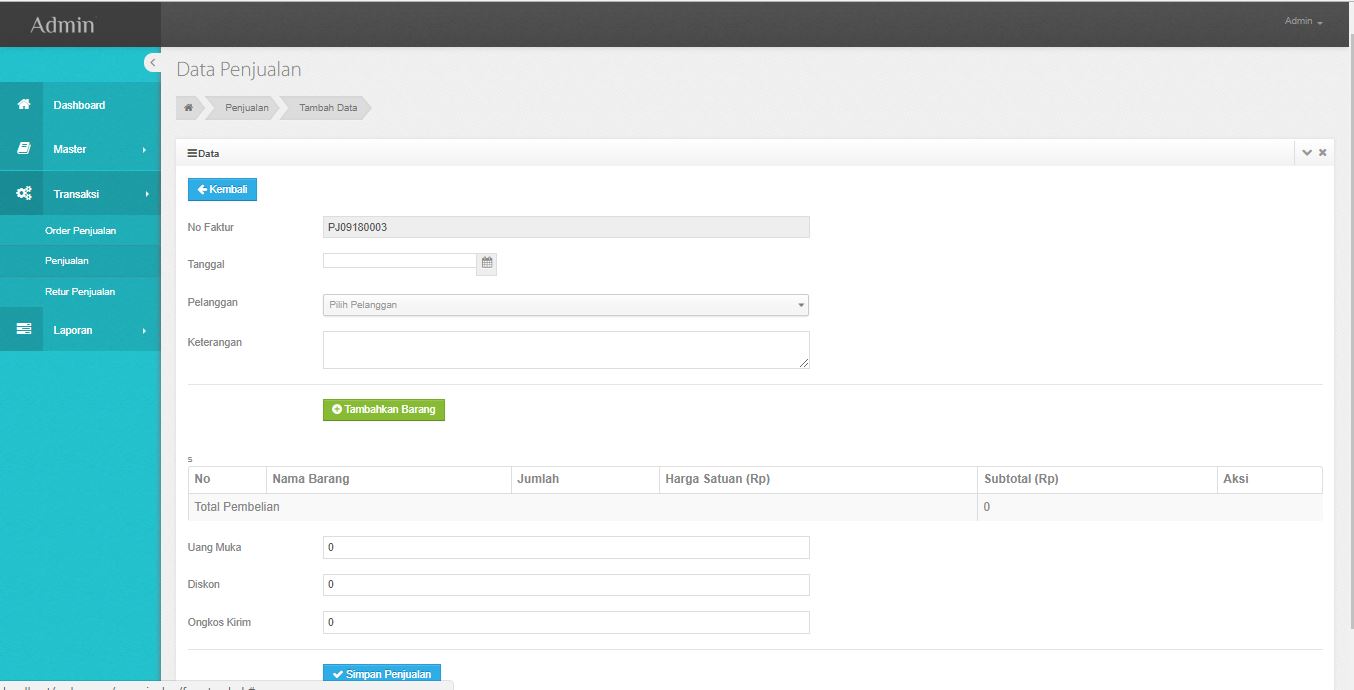 Admin
Admin
Data Penjualan
Penjualan
Tambah Data
Dashboard
Master
Transaksi
Order Penjualan
Penjualan
Retur Penjualan
Laporan
Data
Kembali
No Faktur
PJ09180003
Tanggal
Pelanggan
Pilih Pelanggan
Keterangan
Tambahkan Barang
s
No Nama Barang Jumlah Harga Satuan (Rp) Subtotal (Rp) Aksi
Total Pembelian 0
Uang Muka 0
Diskon 0
Ongkos Kirim 0
Simpan Penjualan